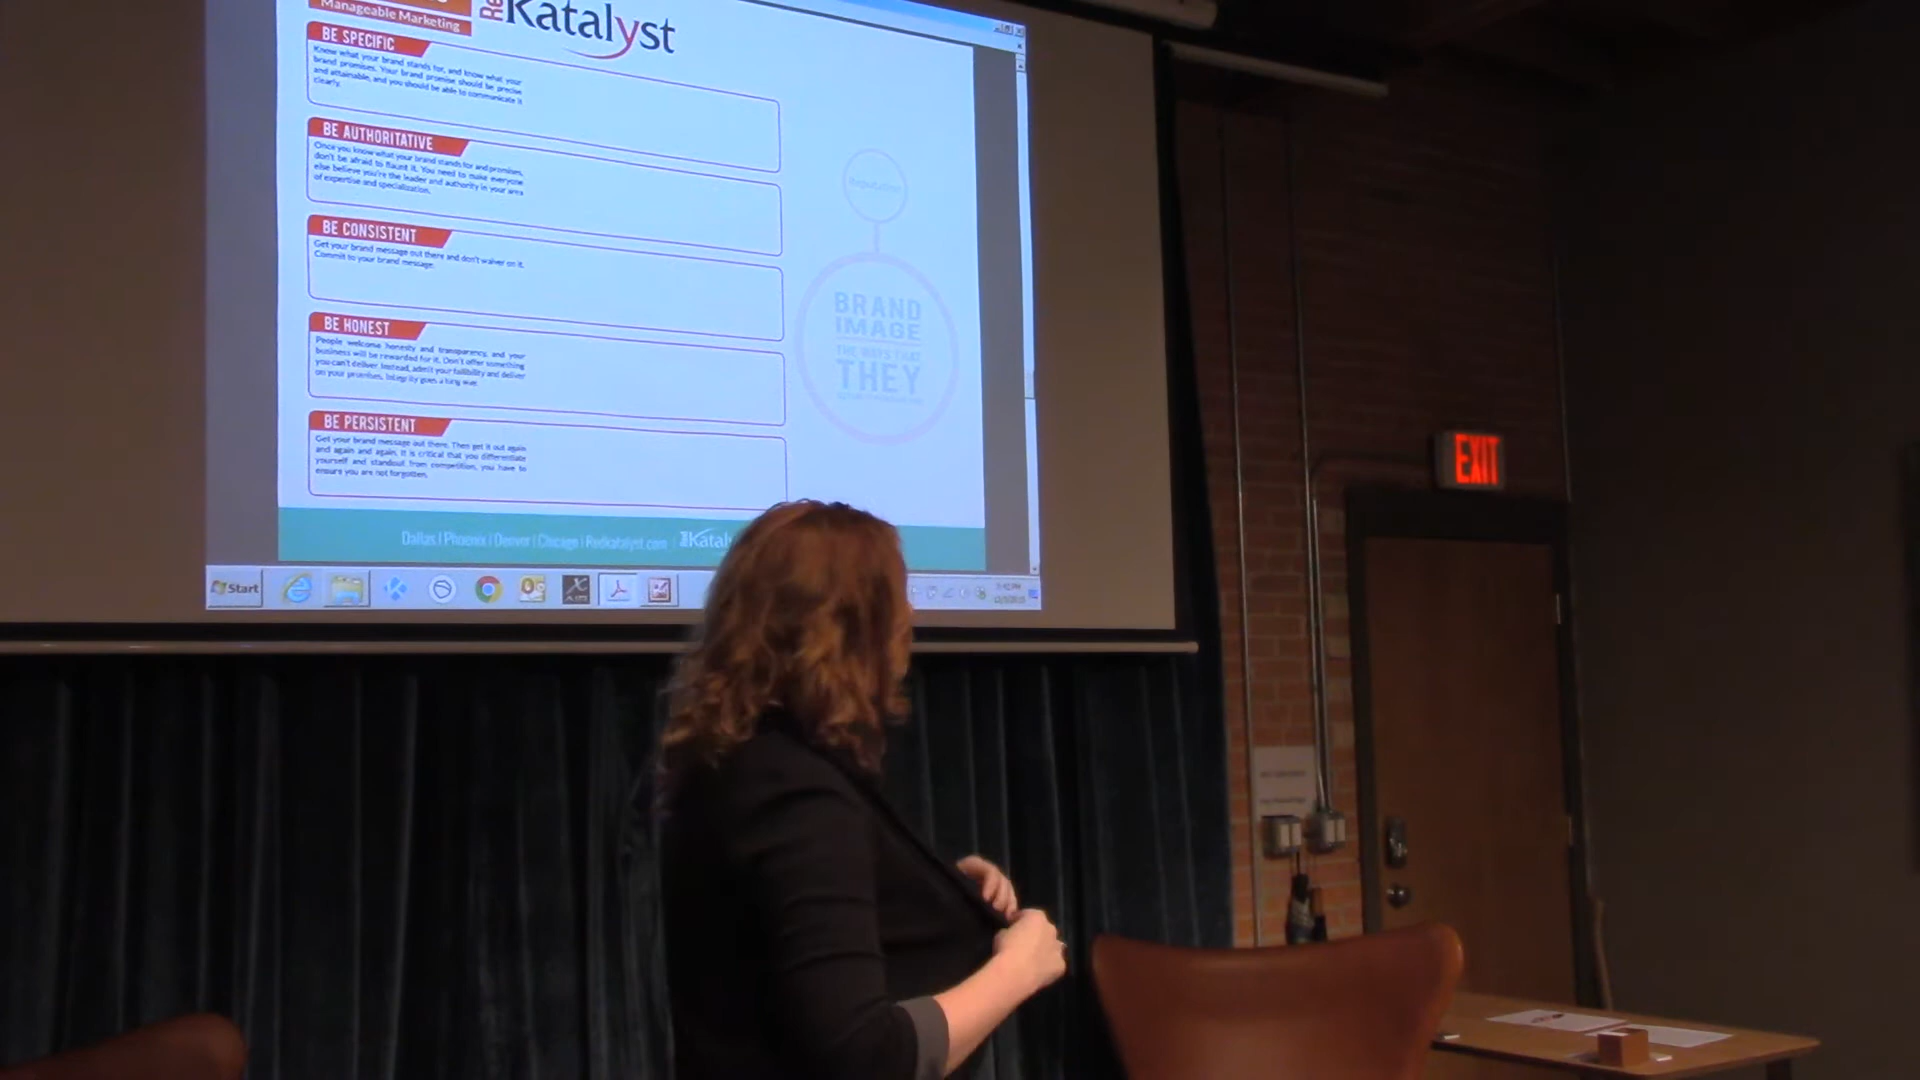 Manageable Marketing
Re Katalyst
BE SPECIFIC
Know what your brand stands for, and know what your
brand promises. Your brand promise should be precise
and attainable, and you should be able to communicate it
clearly.
BE AUTHORITATIVE
Once you know what your brand stands for and promises,
don't be afraid to flaunt it. You need to make everyone
else believe you're the leader and authority in your area
of expertise and specialization.
BE CONSISTENT
Get your brand message out there and don't waiver on it.
Commit to your brand message.
BE HONEST
People welcome honesty and transparency, and your
business will be rewarded for it. Don't offer something
you can't deliver. Instead, admit your fallibility and deliver
on your promises. Integrity goes a long way.
BE PERSISTENT
Get your brand message out there. Then get it out again
and again and again. It is critical that you differentiate
yourself and standout from competition, you have to
ensure you are not forgotten.
Reputation
BRAND
IMAGE
THE WAYS THAT
THEY
Dallas | Phoenix | Denver | Chicago | Redkatalyst.com
Kataly
Start
EXIT